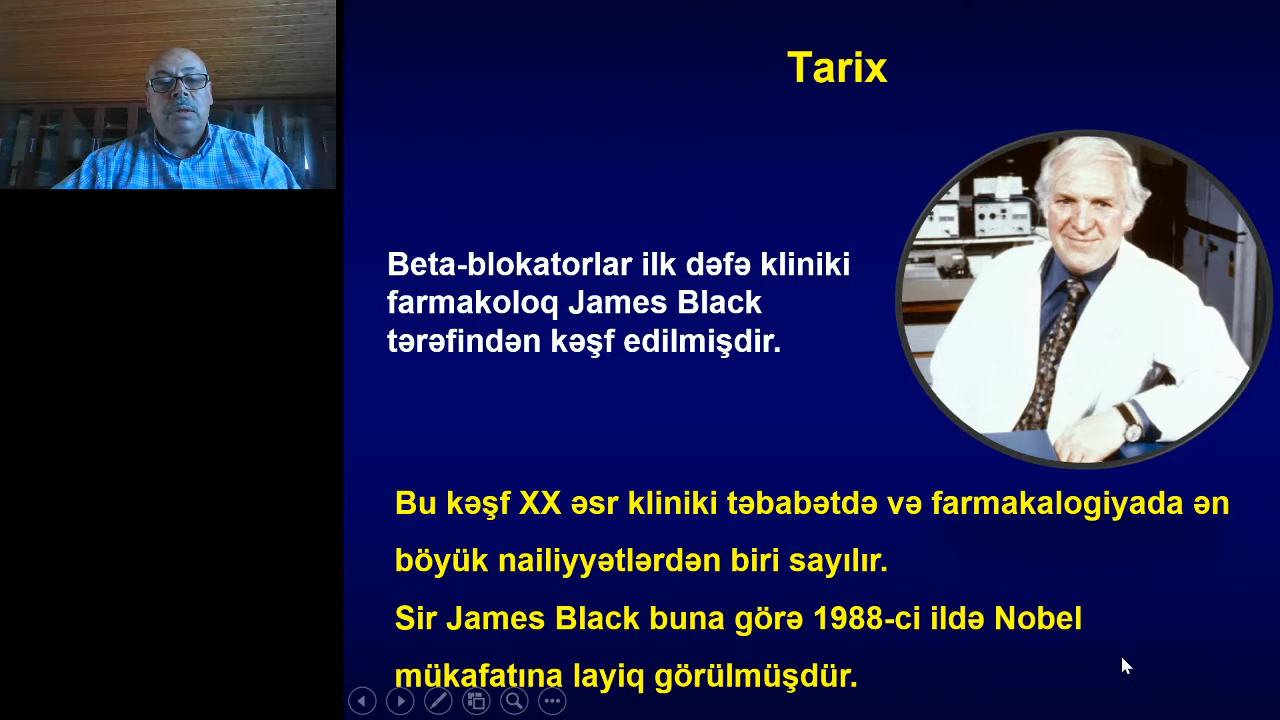 Tarix
Beta-blokatorlar ilk dəfə kliniki
farmakoloq James Black
tərəfindən kəşf edilmişdir.
Bu kəşf XX əsr kliniki təbabətdə və farmakalogiyada ən
böyük nailiyyətlərdən biri sayılır.
Sir James Black buna görə 1988-ci ildə Nobel
mükafatına layiq görülmüşdür.